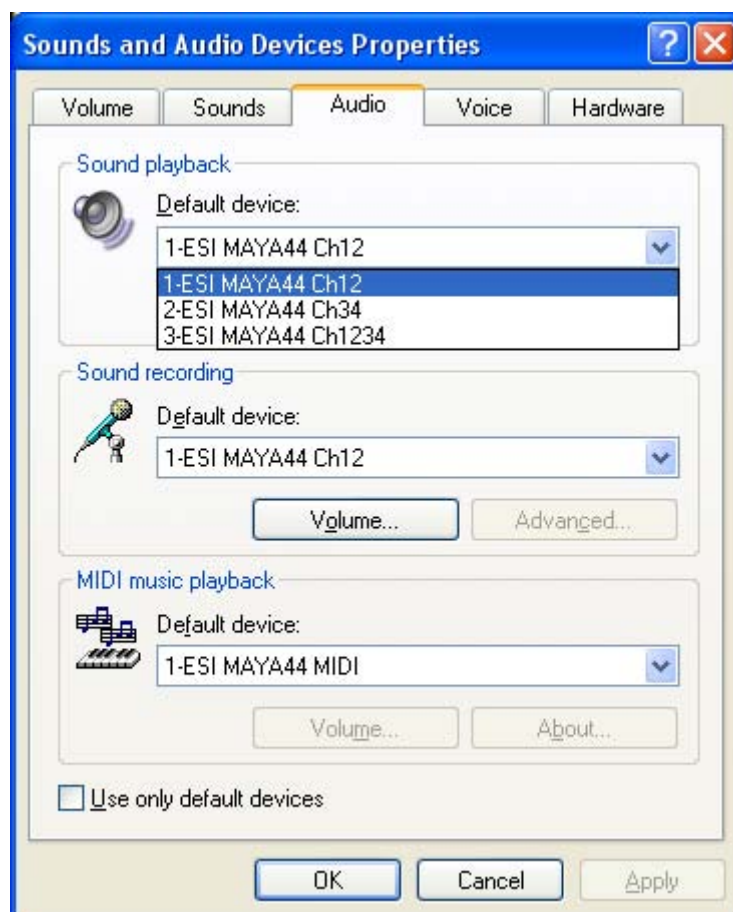 Sounds and Audio Devices Properties
Volume Sounds Audio Voice Hardware
Sound playback
Default device:
1-ESI MAYA44 Ch12
1-ESI MAYA44 Ch12
2-ESI MAYA44 Ch34
3-ESI MAYA44 Ch1234
Sound recording
Default device:
1-ESI MAYA44 Ch12
Volume... Advanced...
MIDI music playback
Default device:
1-ESI MAYA44 MIDI
Volume... About...
Use only default devices
OK Cancel Apply